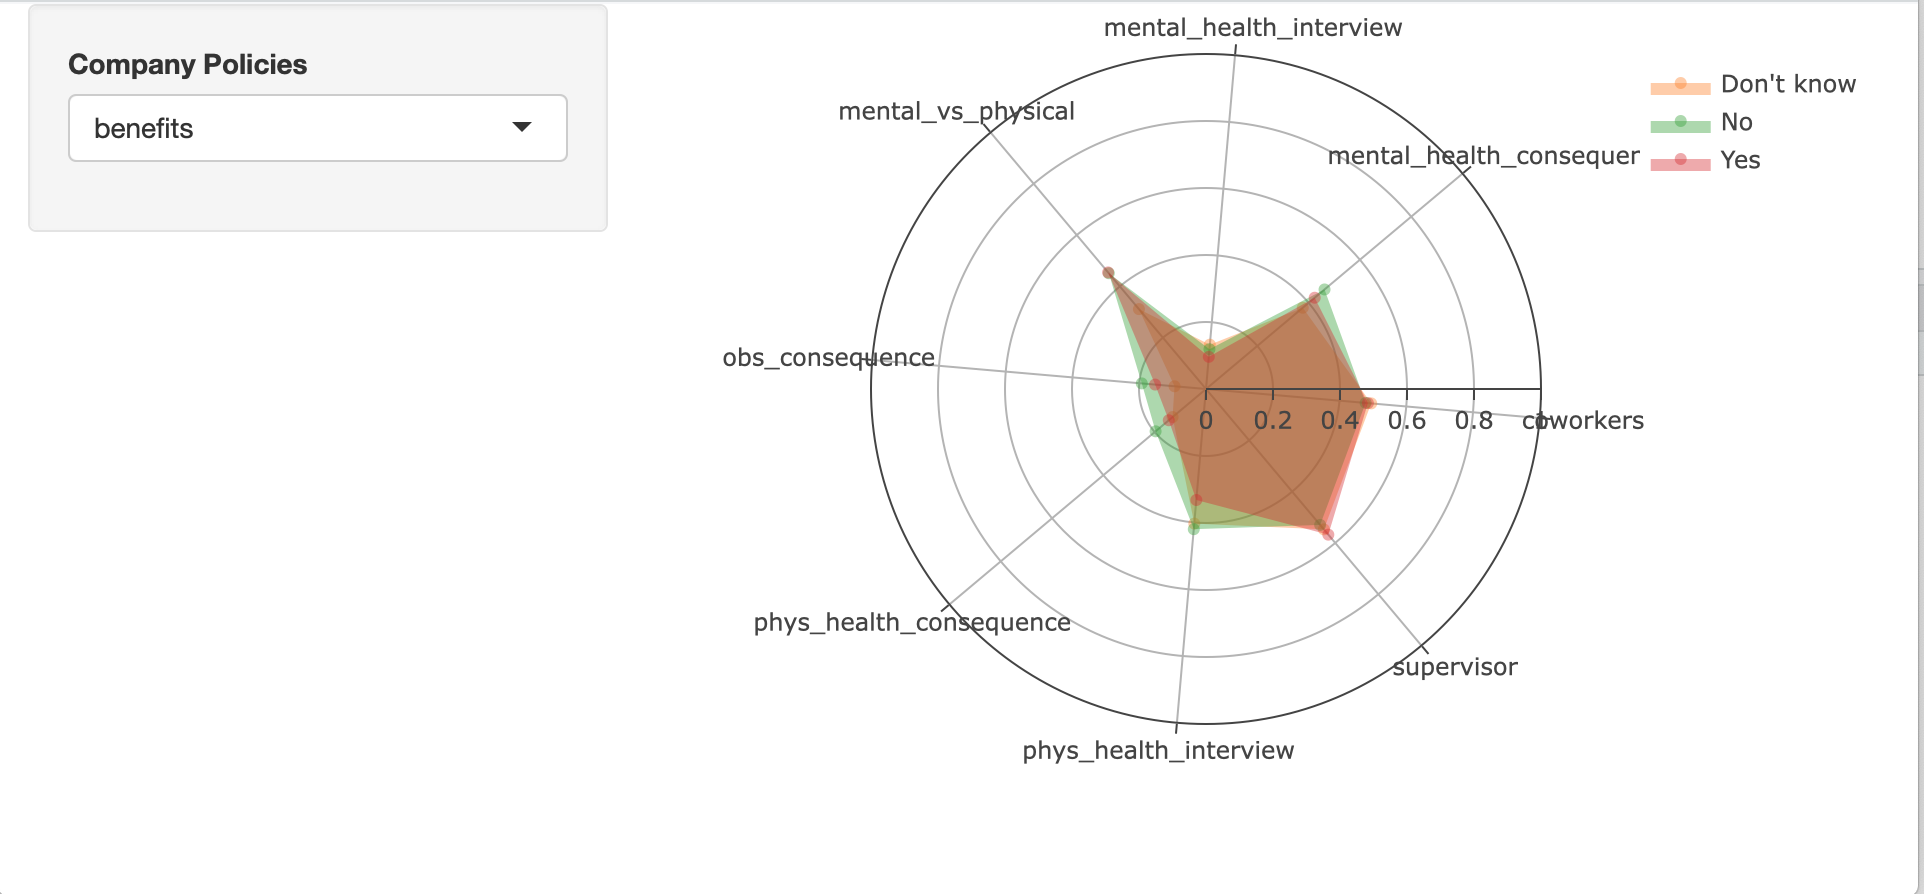 Company Policies
benefits
mental_health_interview
mental_vs_physical
mental_health_consequer
obs_consequence
phys_health_consequence
phys_health_interview
supervisor
coworkers
0 0.2 0.4 0.6 0.8 1
Don't know
No
Yes